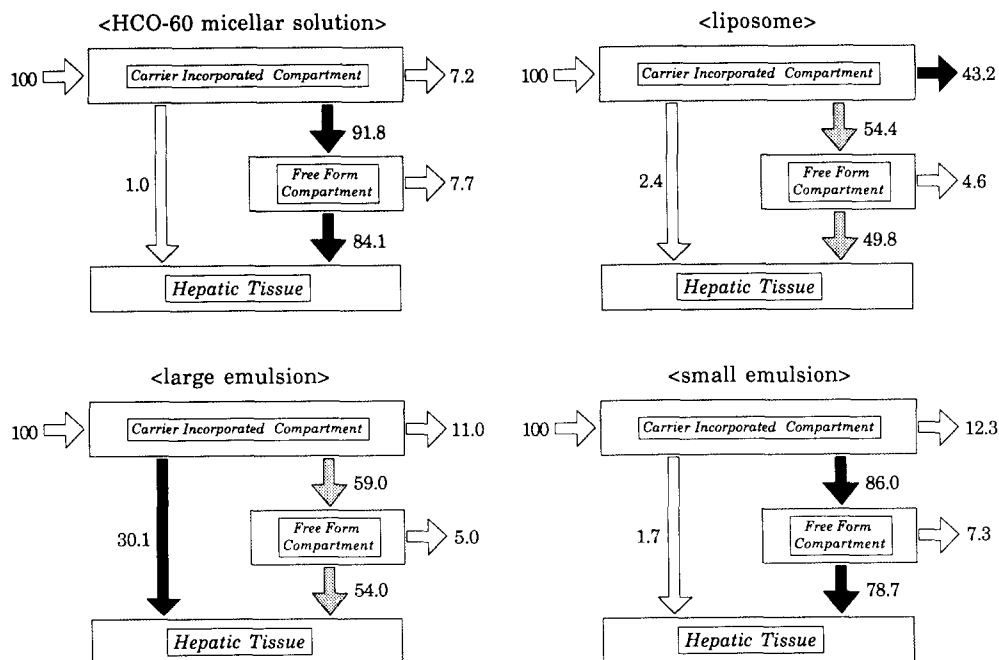 <HCO-60 micellar solution>
100
Carrier Incorporated Compartment
7.2
91.8
1.0
Free Form
Compartment
7.7
84.1
Hepatic Tissue
<liposome>
100
Carrier Incorporated Compartment
43.2
54.4
2.4
Free Form
Compartment
4.6
49.8
Hepatic Tissue
<large emulsion>
100
Carrier Incorporated Compartment
11.0
59.0
30.1
Free Form
Compartment
5.0
54.0
Hepatic Tissue
<small emulsion>
100
Carrier Incorporated Compartment
12.3
86.0
1.7
Free Form
Compartment
7.3
78.7
Hepatic Tissue